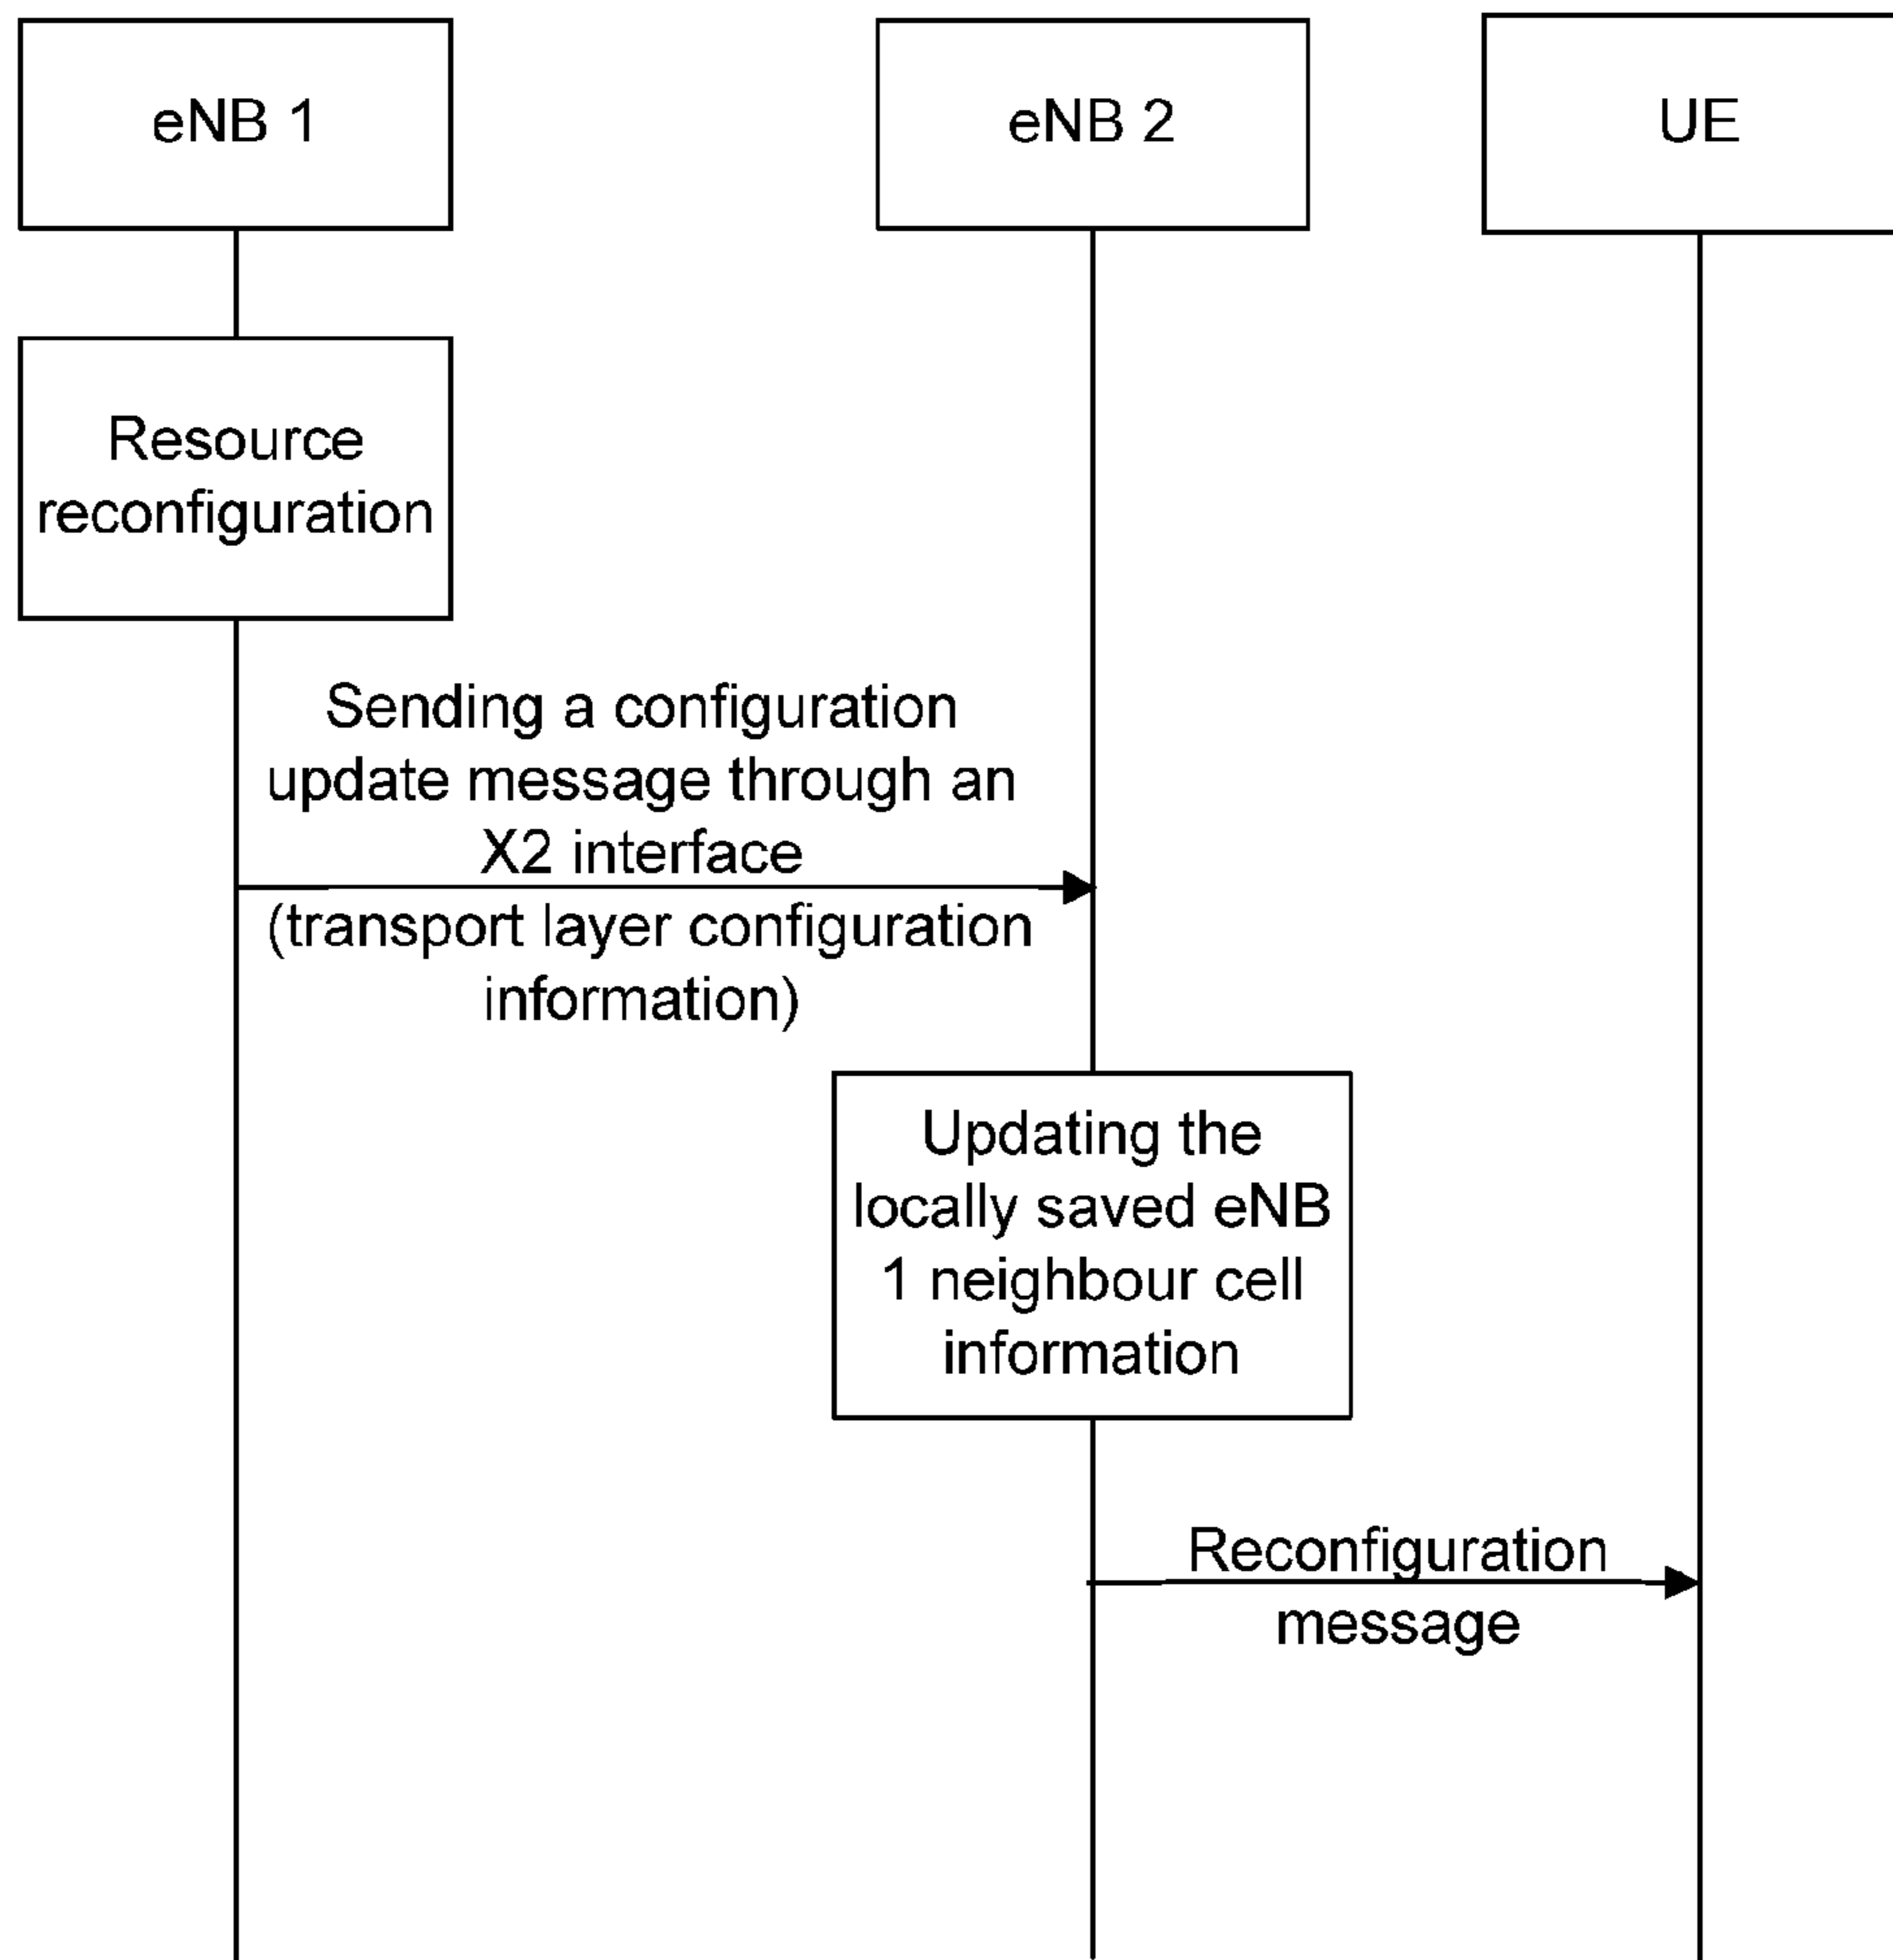 eNB 1
eNB 2
UE
Resource
reconfiguration
Sending a configuration
update message through an
X2 interface
(transport layer configuration
information)
Updating the
locally saved eNB
1 neighbour cell
information
Reconfiguration
message